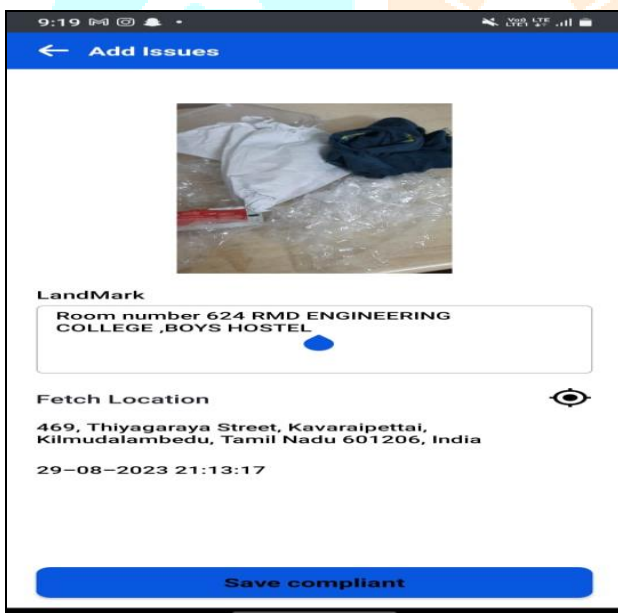 9:19
Add Issues
LandMark
Room number 624 RMD ENGINEERING
COLLEGE ,BOYS HOSTEL
Fetch Location
469, Thiyagaraya Street, Kavaraipettai,
Kilmudalambedu, Tamil Nadu 601206, India
29-08-2023 21:13:17
Save compliant